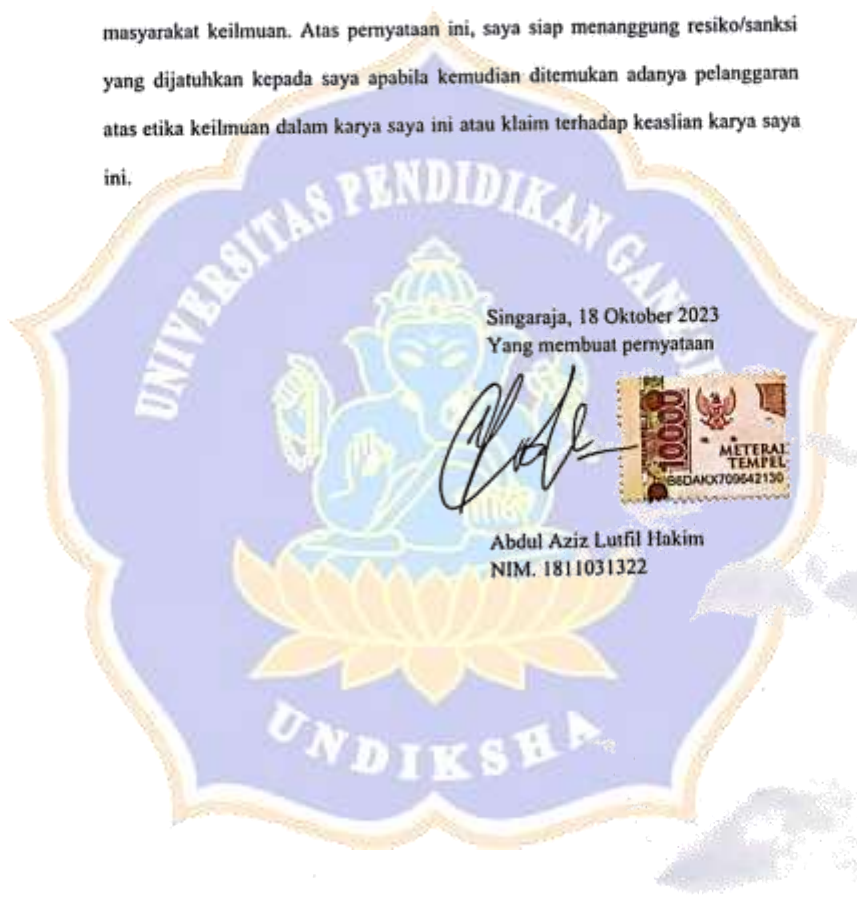 masyarakat keilmuan. Atas pernyataan ini, saya siap menanggung resiko/sanksi
yang dijatuhkan kepada saya apabila kemudian ditemukan adanya pelanggaran
atas etika keilmuan dalam karya saya ini atau klaim terhadap keaslian karya saya
ini.
UNIVERSITAS PENDIDIKAN
Singaraja, 18 Oktober 2023
Yang membuat pernyataan
10000
METERAI
TEMPEL
B6DAKX709642130
Abdul Aziz Lutfil Hakim
NIM. 1811031322
UNDIKSHA